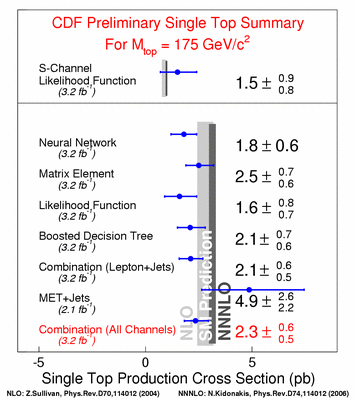 CDF Preliminary Single Top Summary
For Mtop = 175 GeV/c²
S-Channel
Likelihood Function
(3.2 fb⁻¹)
1.5 ± 0.9 0.8
Neural Network
(3.2 fb⁻¹)
1.8 ± 0.6
Matrix Element
(3.2 fb⁻¹)
2.5 ± 0.7 0.6
Likelihood Function
(3.2 fb⁻¹)
1.6 ± 0.8 0.7
Boosted Decision Tree
(3.2 fb⁻¹)
2.1 ± 0.7 0.6
Combination (Lepton+Jets)
(3.2 fb⁻¹)
2.1 ± 0.6 0.5
MET+Jets
(2.1 fb⁻¹)
4.9 ± 2.6 2.2
Combination (All Channels)
(3.2 fb⁻¹)
2.3 ± 0.6 0.5
NLO
SM Prediction
NNNLO
-5 0 5
Single Top Production Cross Section (pb)
NLO: Z.Sullivan, Phys.Rev.D70,114012 (2004) NNNLO: N.Kidonakis, Phys.Rev.D74,114012 (2006)